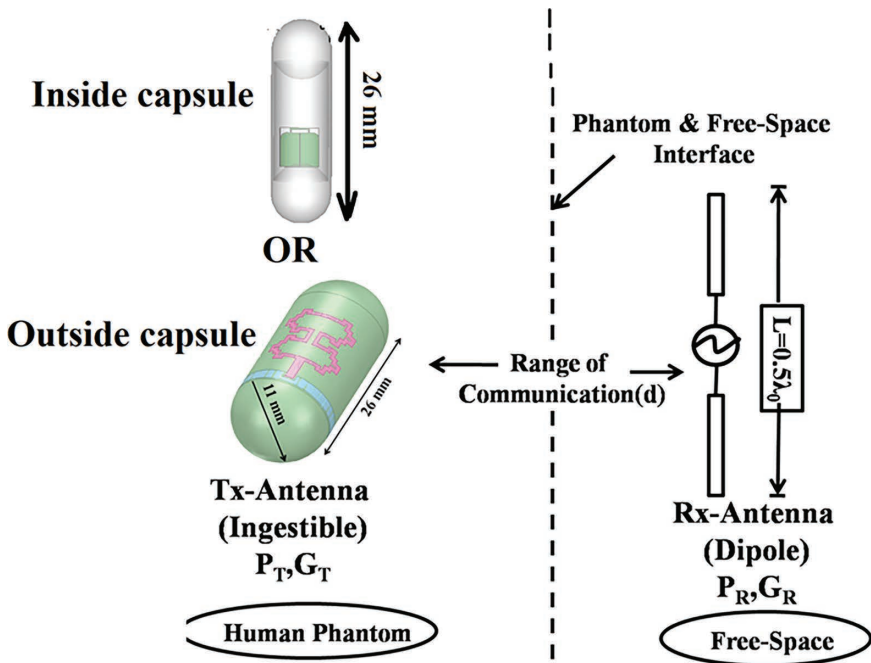 Inside capsule
26 mm
OR
Outside capsule
11 mm
26 mm
Tx-Antenna
(Ingestible)
P_T,G_T
Human Phantom
Phantom & Free-Space
Interface
Range of
Communication(d)
L=0.5λ₀
Rx-Antenna
(Dipole)
P_R,G_R
Free-Space